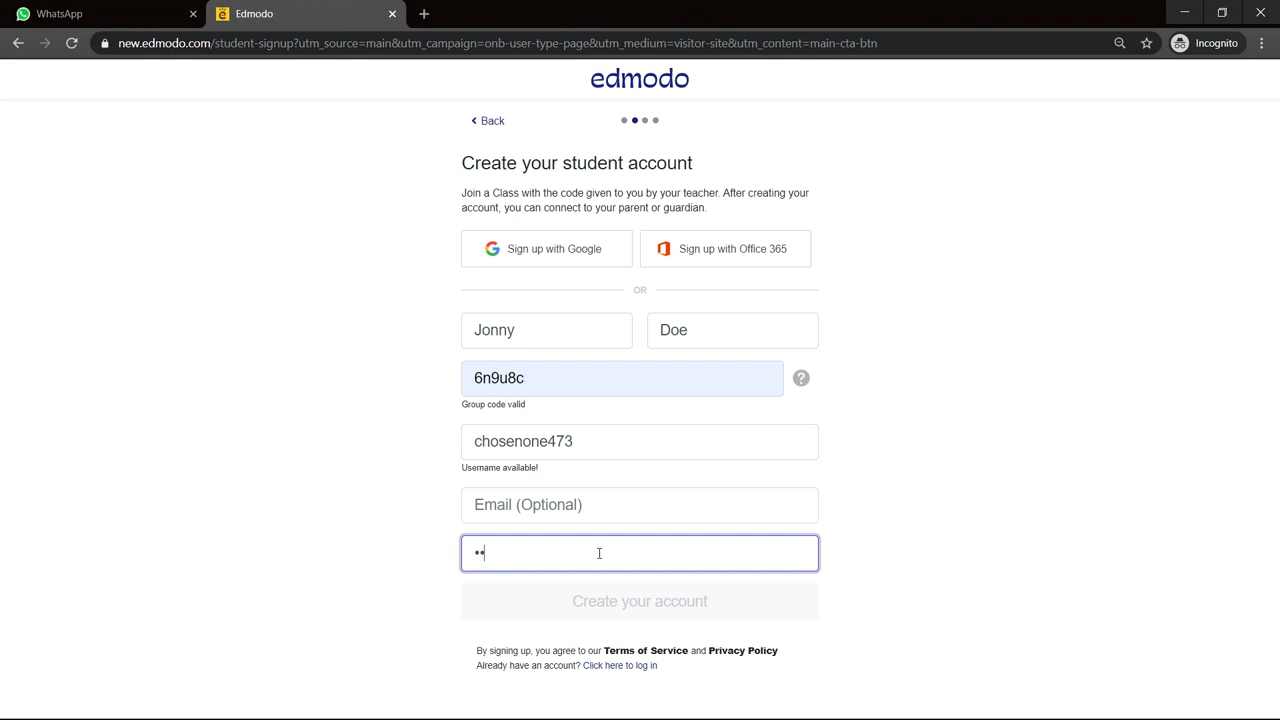 WhatsApp
Edmodo
new.edmodo.com/student-signup?utm_source=main&utm_campaign=onb-user-type-page&utm_medium=visitor-site&utm_content=main-cta-btn
Incognito
edmodo
Back
Create your student account
Join a Class with the code given to you by your teacher. After creating your
account, you can connect to your parent or guardian.
Sign up with Google
Sign up with Office 365
OR
Jonny
Doe
6n9u8c
?
Group code valid
chosenone473
Username available!
Email (Optional)
••
Create your account
By signing up, you agree to our Terms of Service and Privacy Policy
Already have an account? Click here to log in